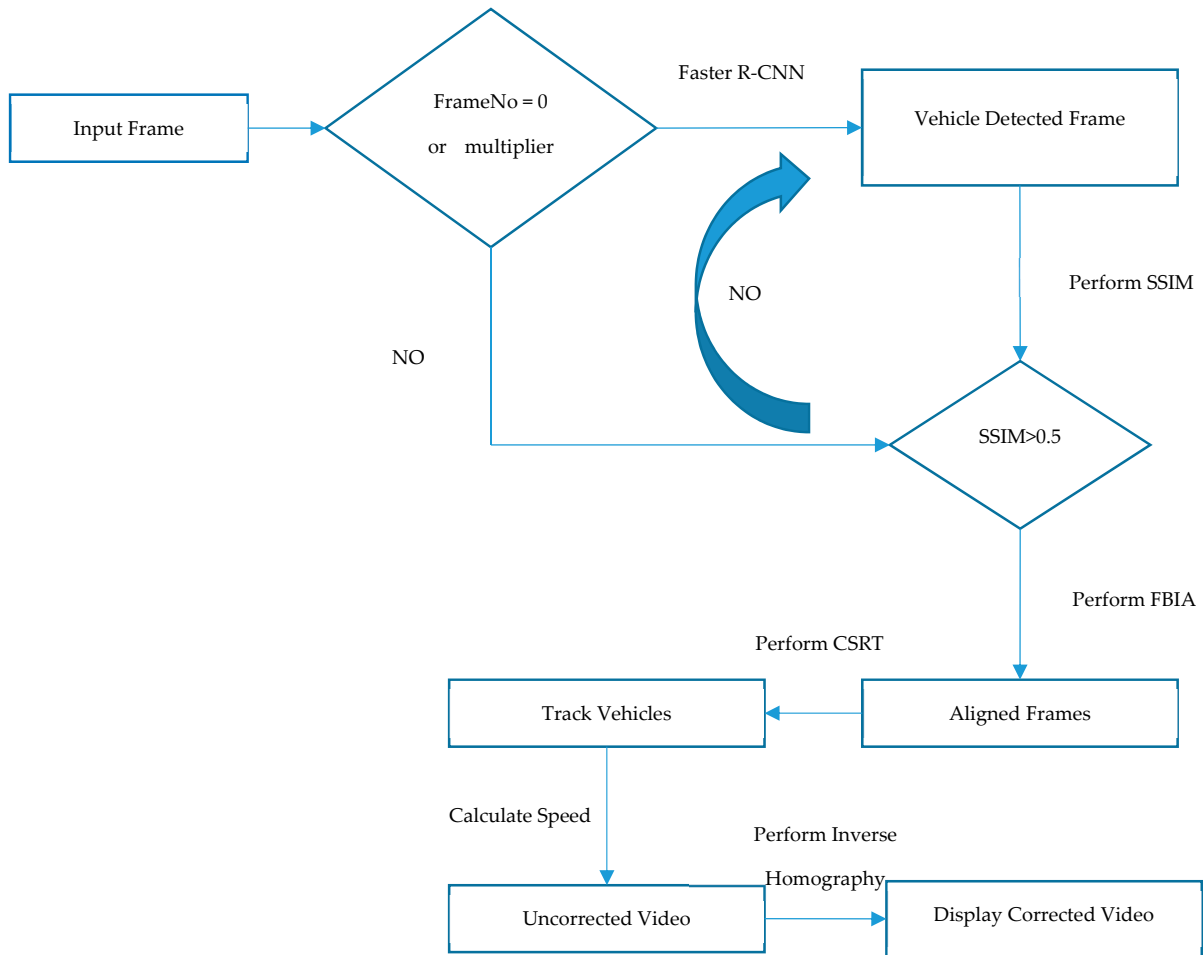 Faster R-CNN
Input Frame
FrameNo = 0
or multiplier
Vehicle Detected Frame
NO
Perform SSIM
NO
SSIM>0.5
Perform FBIA
Perform CSRT
Track Vehicles
Aligned Frames
Calculate Speed
Perform Inverse
Homography
Uncorrected Video
Display Corrected Video